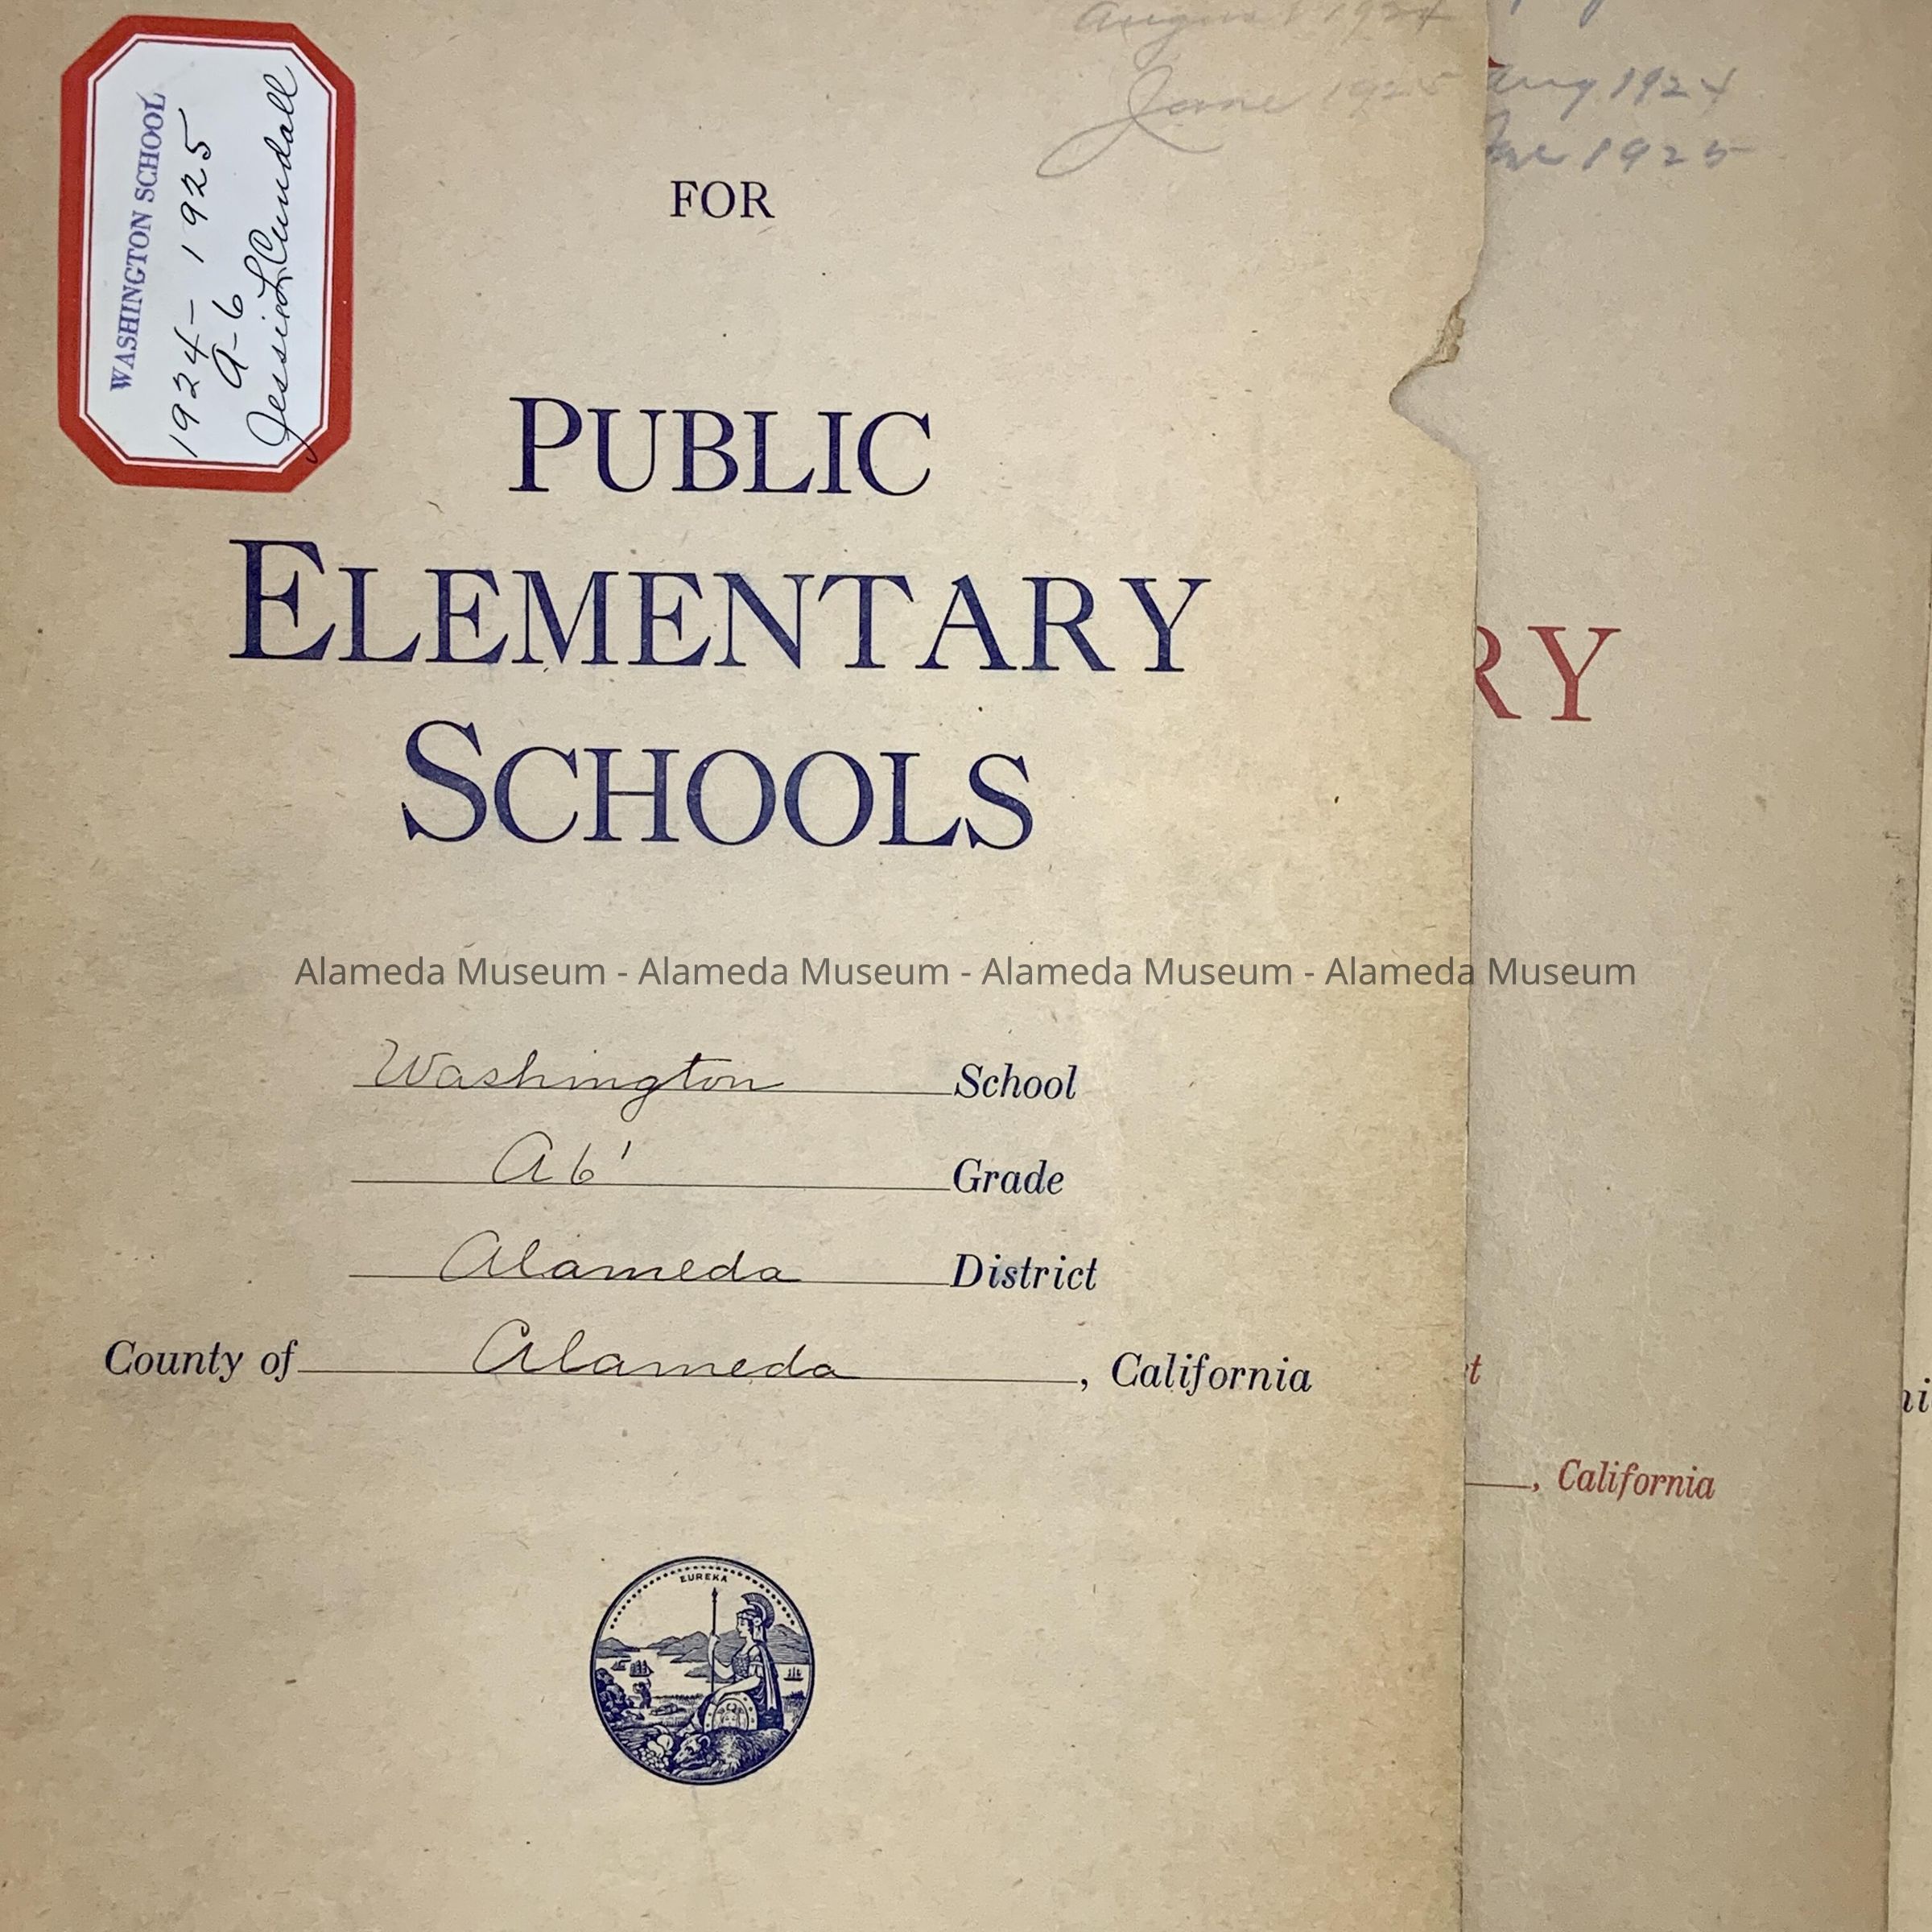 WASHINGTON SCHOOL
1924-1925
A-6
Jessie L Cundall
August 1924
June 1925
FOR
PUBLIC
ELEMENTARY
SCHOOLS
Alameda Museum - Alameda Museum - Alameda Museum - Alameda Museum
Washington School
A6' Grade
Alameda District
County of Alameda, California
EUREKA
Aug 1924
1925
RY
t
, California